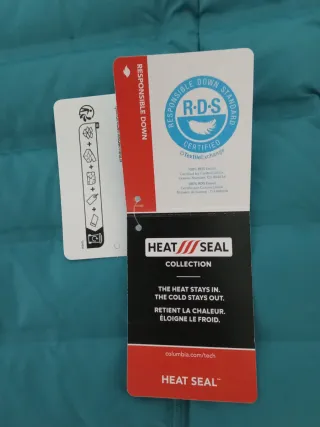 RESPONSIBLE DOWN
RESPONSIBLE DOWN STANDARD
R·D·S
CERTIFIED
HEAT SEAL
COLLECTION
THE HEAT STAYS IN.
THE COLD STAYS OUT.
RETIENT LA CHALEUR.
ÉLOIGNE LE FROID.
columbia.com/tech
HEAT SEAL™